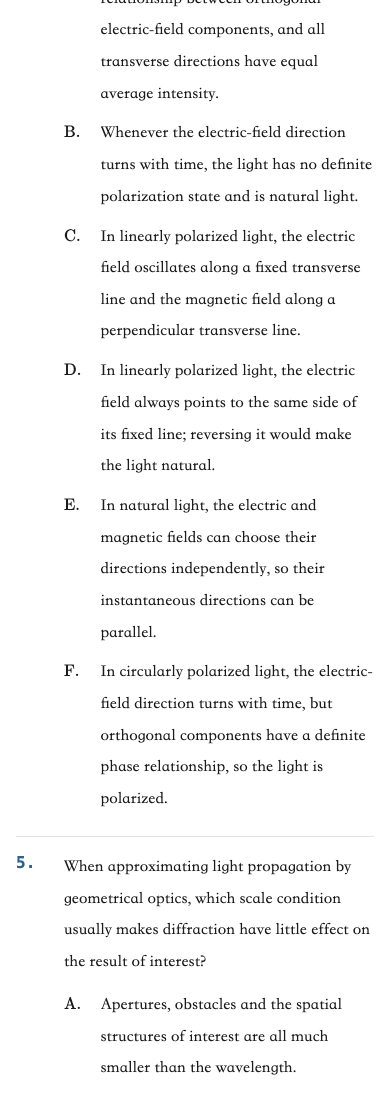 relationship between orthogonal
electric-field components, and all
transverse directions have equal
average intensity.
B. Whenever the electric-field direction
turns with time, the light has no definite
polarization state and is natural light.
C. In linearly polarized light, the electric
field oscillates along a fixed transverse
line and the magnetic field along a
perpendicular transverse line.
D. In linearly polarized light, the electric
field always points to the same side of
its fixed line; reversing it would make
the light natural.
E. In natural light, the electric and
magnetic fields can choose their
directions independently, so their
instantaneous directions can be
parallel.
F. In circularly polarized light, the electric-
field direction turns with time, but
orthogonal components have a definite
phase relationship, so the light is
polarized.
5. When approximating light propagation by
geometrical optics, which scale condition
usually makes diffraction have little effect on
the result of interest?
A. Apertures, obstacles and the spatial
structures of interest are all much
smaller than the wavelength.